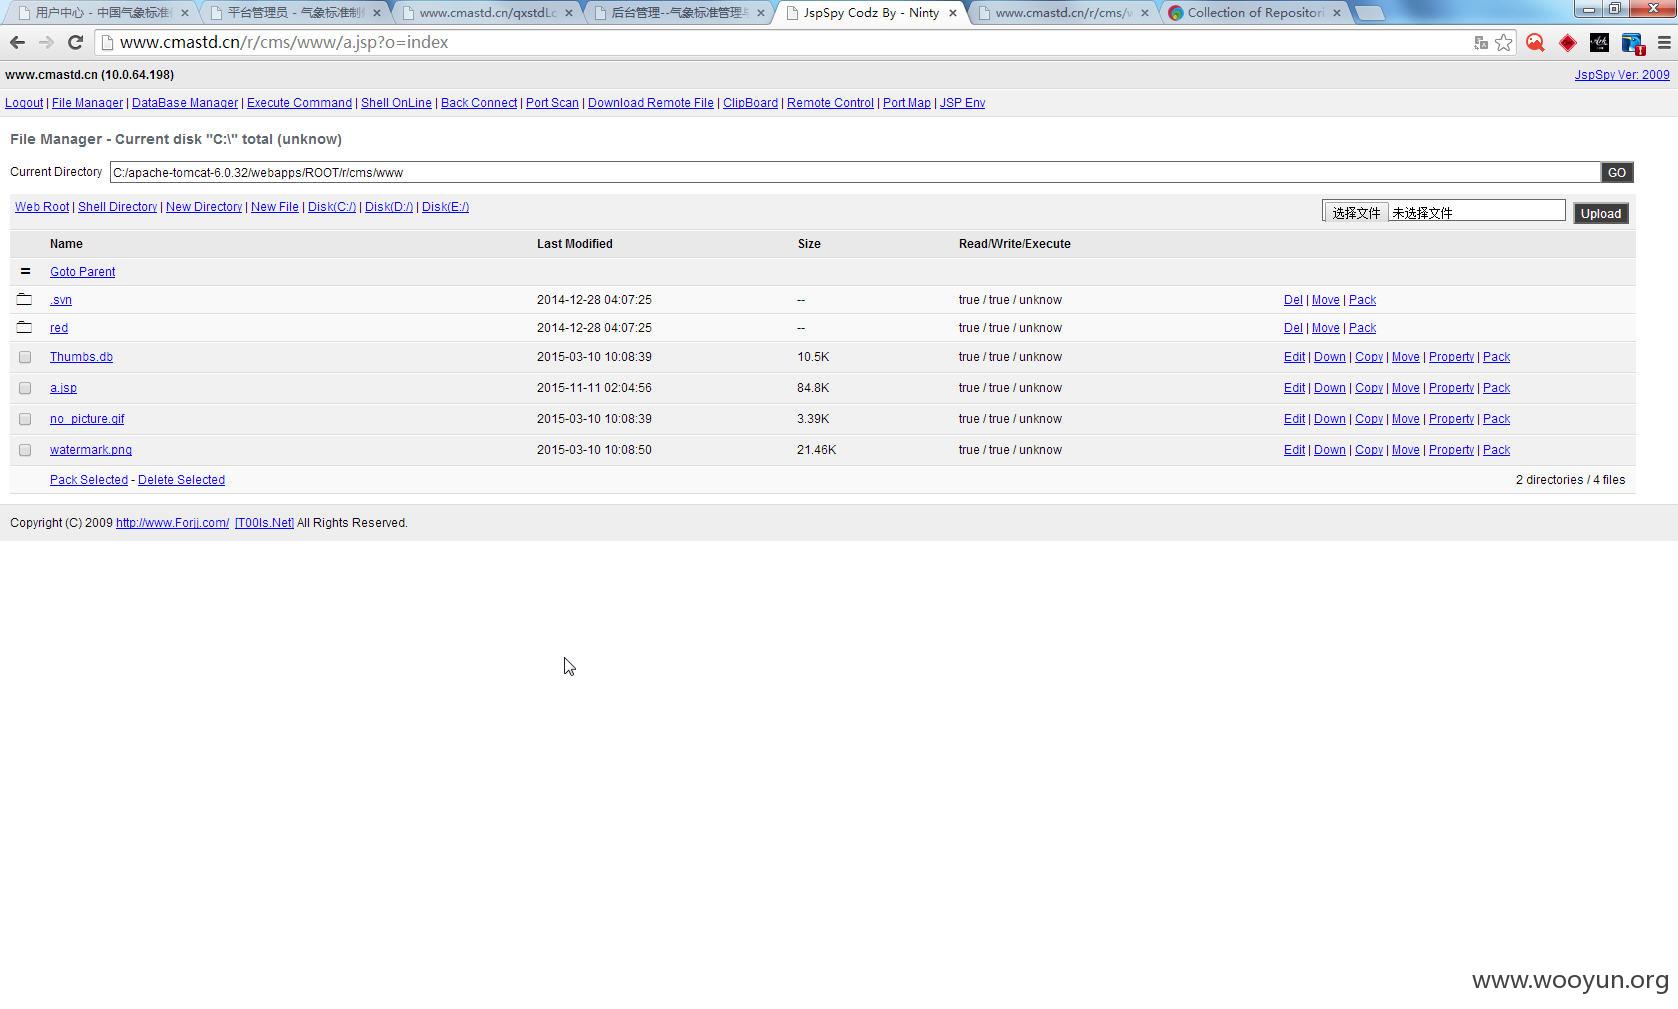 用户中心 - 中国气象标准
平台管理员 - 气象标准制
www.cmastd.cn/qxstdLc
后台管理--气象标准管理
JspSpy Codz By - Ninty
www.cmastd.cn/r/cms/w
Collection of Repositori
www.cmastd.cn/r/cms/www/a.jsp?o=index
www.cmastd.cn (10.0.64.198) JspSpy Ver: 2009
Logout | File Manager | DataBase Manager | Execute Command | Shell OnLine | Back Connect | Port Scan | Download Remote File | ClipBoard | Remote Control | Port Map | JSP Env
File Manager - Current disk "C:\" total (unknow)
Current Directory C:/apache-tomcat-6.0.32/webapps/ROOT/r/cms/www GO
Web Root | Shell Directory | New Directory | New File | Disk(C:/) | Disk(D:/) | Disk(E:/) 选择文件 未选择文件 Upload
Name Last Modified Size Read/Write/Execute
= Goto Parent
.svn 2014-12-28 04:07:25 -- true / true / unknow Del | Move | Pack
red 2014-12-28 04:07:25 -- true / true / unknow Del | Move | Pack
Thumbs.db 2015-03-10 10:08:39 10.5K true / true / unknow Edit | Down | Copy | Move | Property | Pack
a.jsp 2015-11-11 02:04:56 84.8K true / true / unknow Edit | Down | Copy | Move | Property | Pack
no_picture.gif 2015-03-10 10:08:39 3.39K true / true / unknow Edit | Down | Copy | Move | Property | Pack
watermark.png 2015-03-10 10:08:50 21.46K true / true / unknow Edit | Down | Copy | Move | Property | Pack
Pack Selected - Delete Selected 2 directories / 4 files
Copyright (C) 2009 http://www.Forjj.com/ [T00ls.Net] All Rights Reserved.
www.wooyun.org